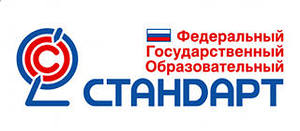 Федеральный
Государственный
Образовательный
СТАНДАРТ